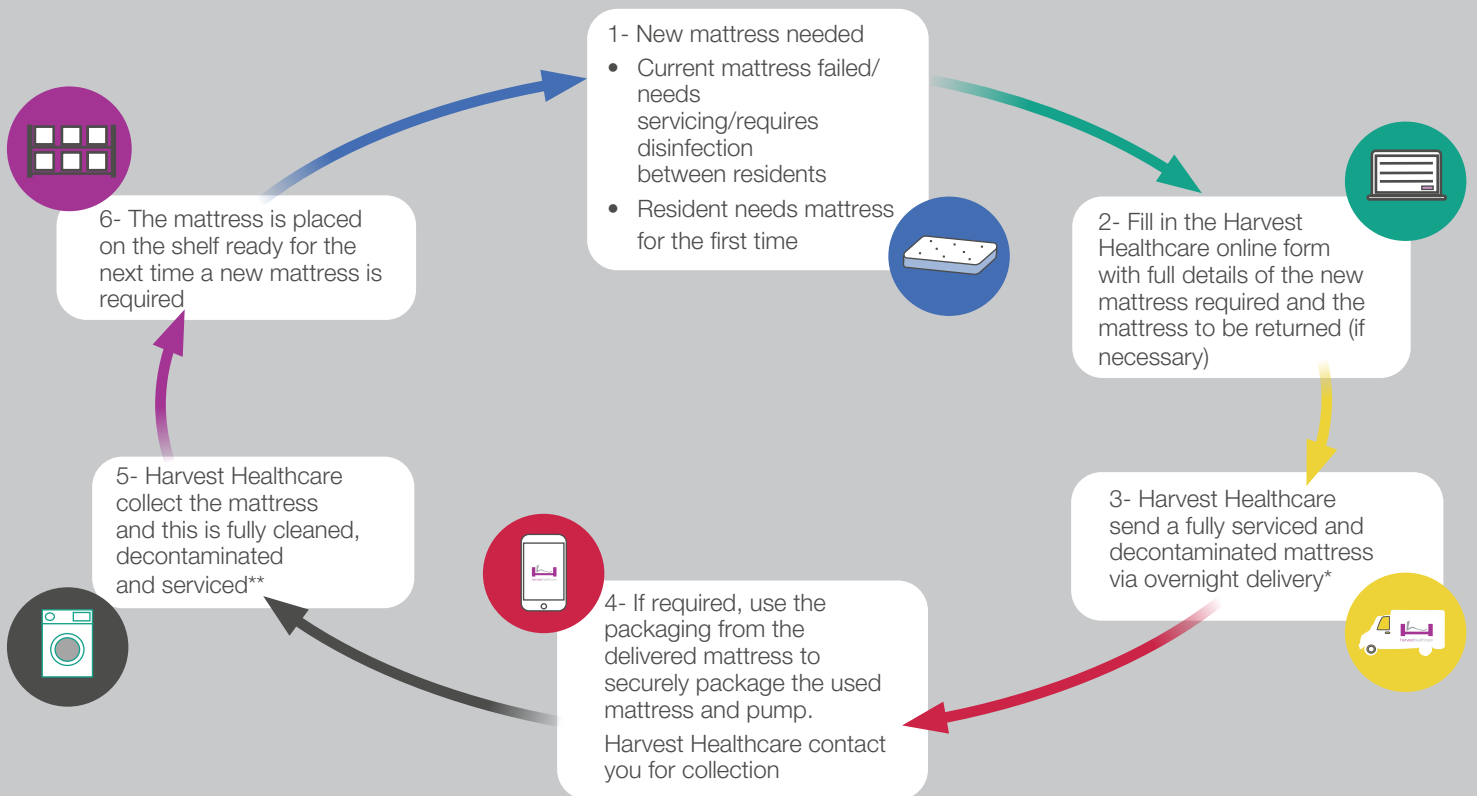 1- New mattress needed
• Current mattress failed/
needs
servicing/requires
disinfection
between residents
• Resident needs mattress
for the first time
2- Fill in the Harvest
Healthcare online form
with full details of the new
mattress required and the
mattress to be returned (if
necessary)
3- Harvest Healthcare
send a fully serviced and
decontaminated mattress
via overnight delivery*
4- If required, use the
packaging from the
delivered mattress to
securely package the used
mattress and pump.
Harvest Healthcare contact
you for collection
5- Harvest Healthcare
collect the mattress
and this is fully cleaned,
decontaminated
and serviced**
6- The mattress is placed
on the shelf ready for the
next time a new mattress is
required